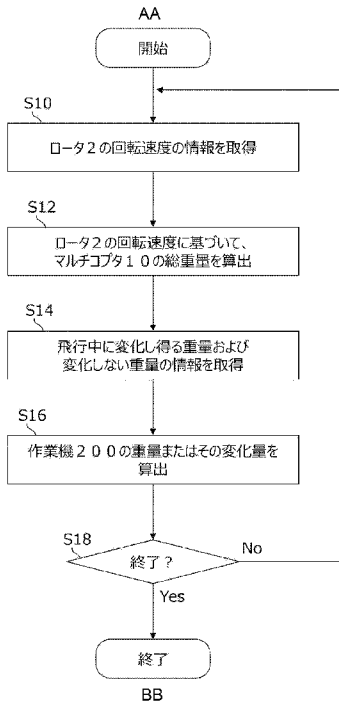 AA
開始
S10
ロータ2の回転速度の情報を取得
S12
ロータ2の回転速度に基づいて、
マルチコプタ10の総重量を算出
S14
飛行中に変化し得る重量および
変化しない重量の情報を取得
S16
作業機200の重量またはその変化量を
算出
S18
終了？
No
Yes
終了
BB